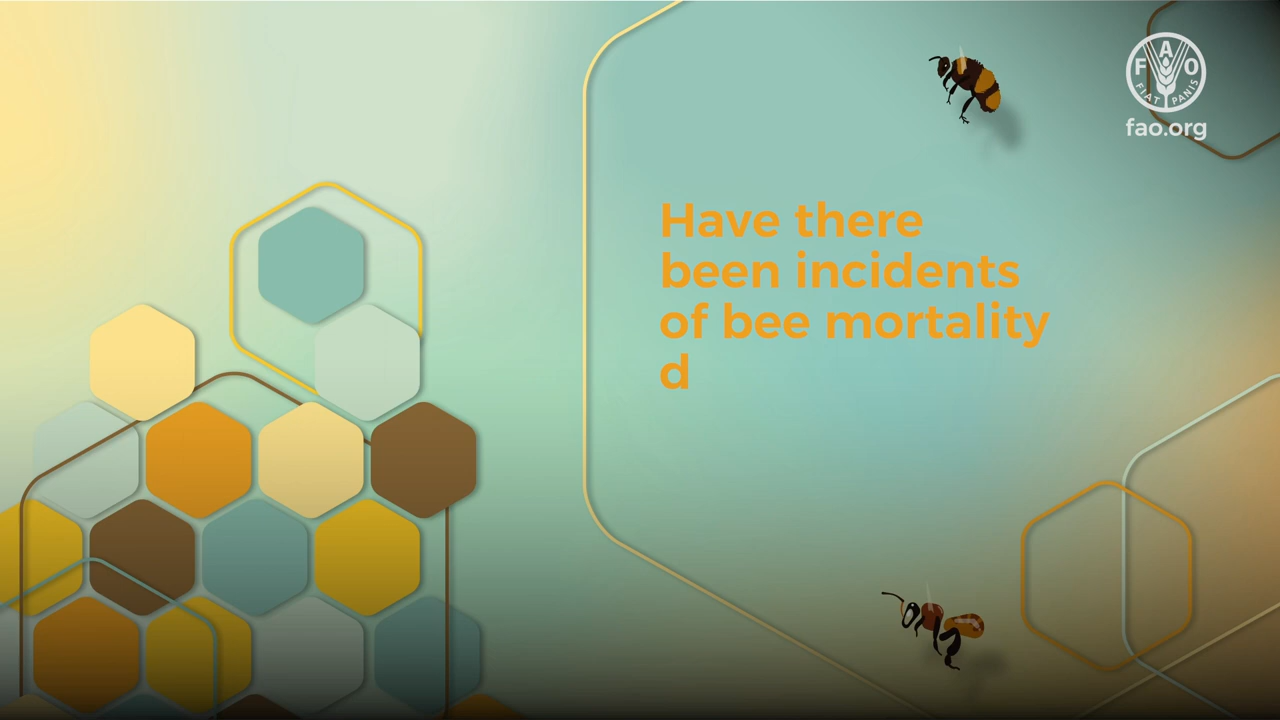 FAO
FIAT PANIS
fao.org
Have there
been incidents
of bee mortality
d